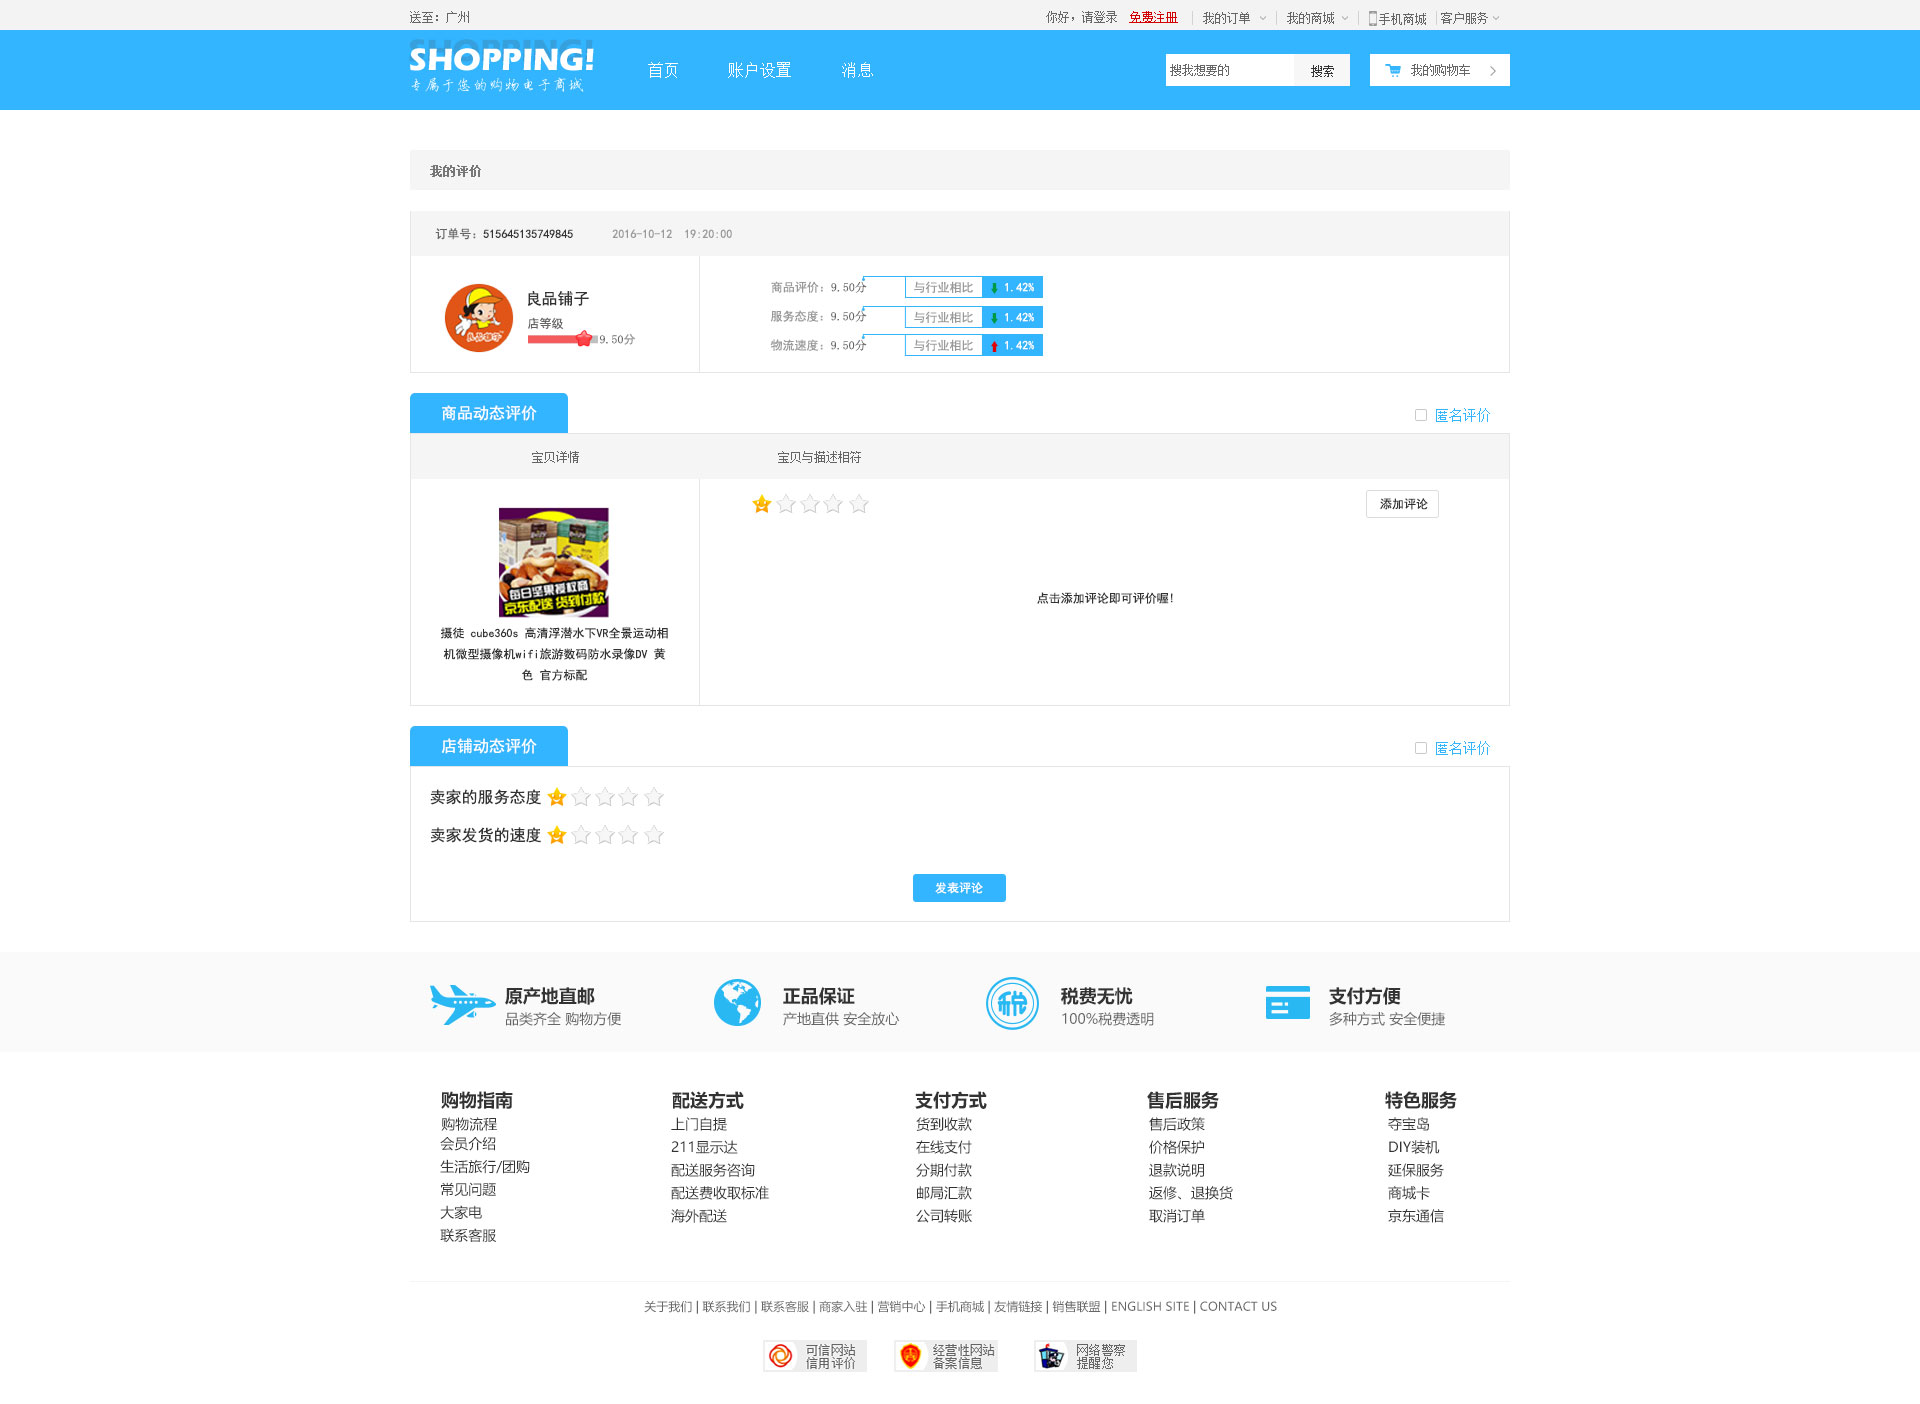 送至：广州
你好，请登录 免费注册 我的订单 我的商城 手机商城 客户服务
SHOPPING!
专属于您的购物电子商城
首页 账户设置 消息
搜我想要的 搜索 我的购物车
我的评价
订单号：515645135749845 2016-10-12 19:20:00
良品铺子
店等级
9.50分
商品评价：9.50分 与行业相比 1.42%
服务态度：9.50分 与行业相比 1.42%
物流速度：9.50分 与行业相比 1.42%
商品动态评价 匿名评价
宝贝详情 宝贝与描述相符
添加评论
每日坚果授权商
京东配送 货到付款
点击添加评论即可评价喔！
摄徒 cube360s 高清浮潜水下VR全景运动相
机微型摄像机wifi旅游数码防水录像DV 黄
色 官方标配
店铺动态评价 匿名评价
卖家的服务态度
卖家发货的速度
发表评论
原产地直邮 正品保证 税费无忧 支付方便
品类齐全 购物方便 产地直供 安全放心 100%税费透明 多种方式 安全便捷
购物指南
购物流程
会员介绍
生活旅行/团购
常见问题
大家电
联系客服
配送方式
上门自提
211显示达
配送服务咨询
配送费收取标准
海外配送
支付方式
货到收款
在线支付
分期付款
邮局汇款
公司转账
售后服务
售后政策
价格保护
退款说明
返修、退换货
取消订单
特色服务
夺宝岛
DIY装机
延保服务
商城卡
京东通信
关于我们 | 联系我们 | 联系客服 | 商家入驻 | 营销中心 | 手机商城 | 友情链接 | 销售联盟 | ENGLISH SITE | CONTACT US
可信网站
信用评价
经营性网站
备案信息
网络警察
提醒您